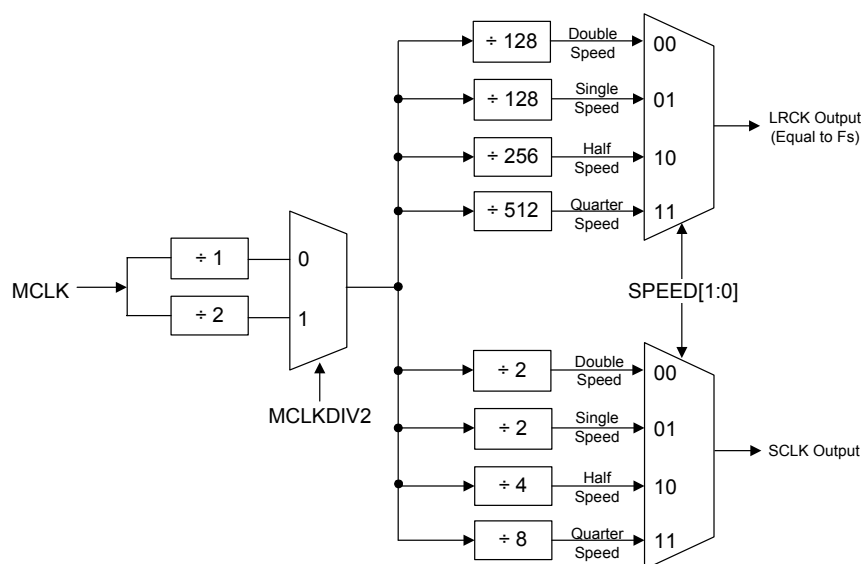 ÷ 128
Double
Speed
00
÷ 128
Single
Speed
01
LRCK Output
(Equal to Fs)
÷ 256
Half
Speed
10
÷ 512
Quarter
Speed
11
÷ 1
0
MCLK
÷ 2
1
MCLKDIV2
SPEED[1:0]
÷ 2
Double
Speed
00
÷ 2
Single
Speed
01
SCLK Output
÷ 4
Half
Speed
10
÷ 8
Quarter
Speed
11